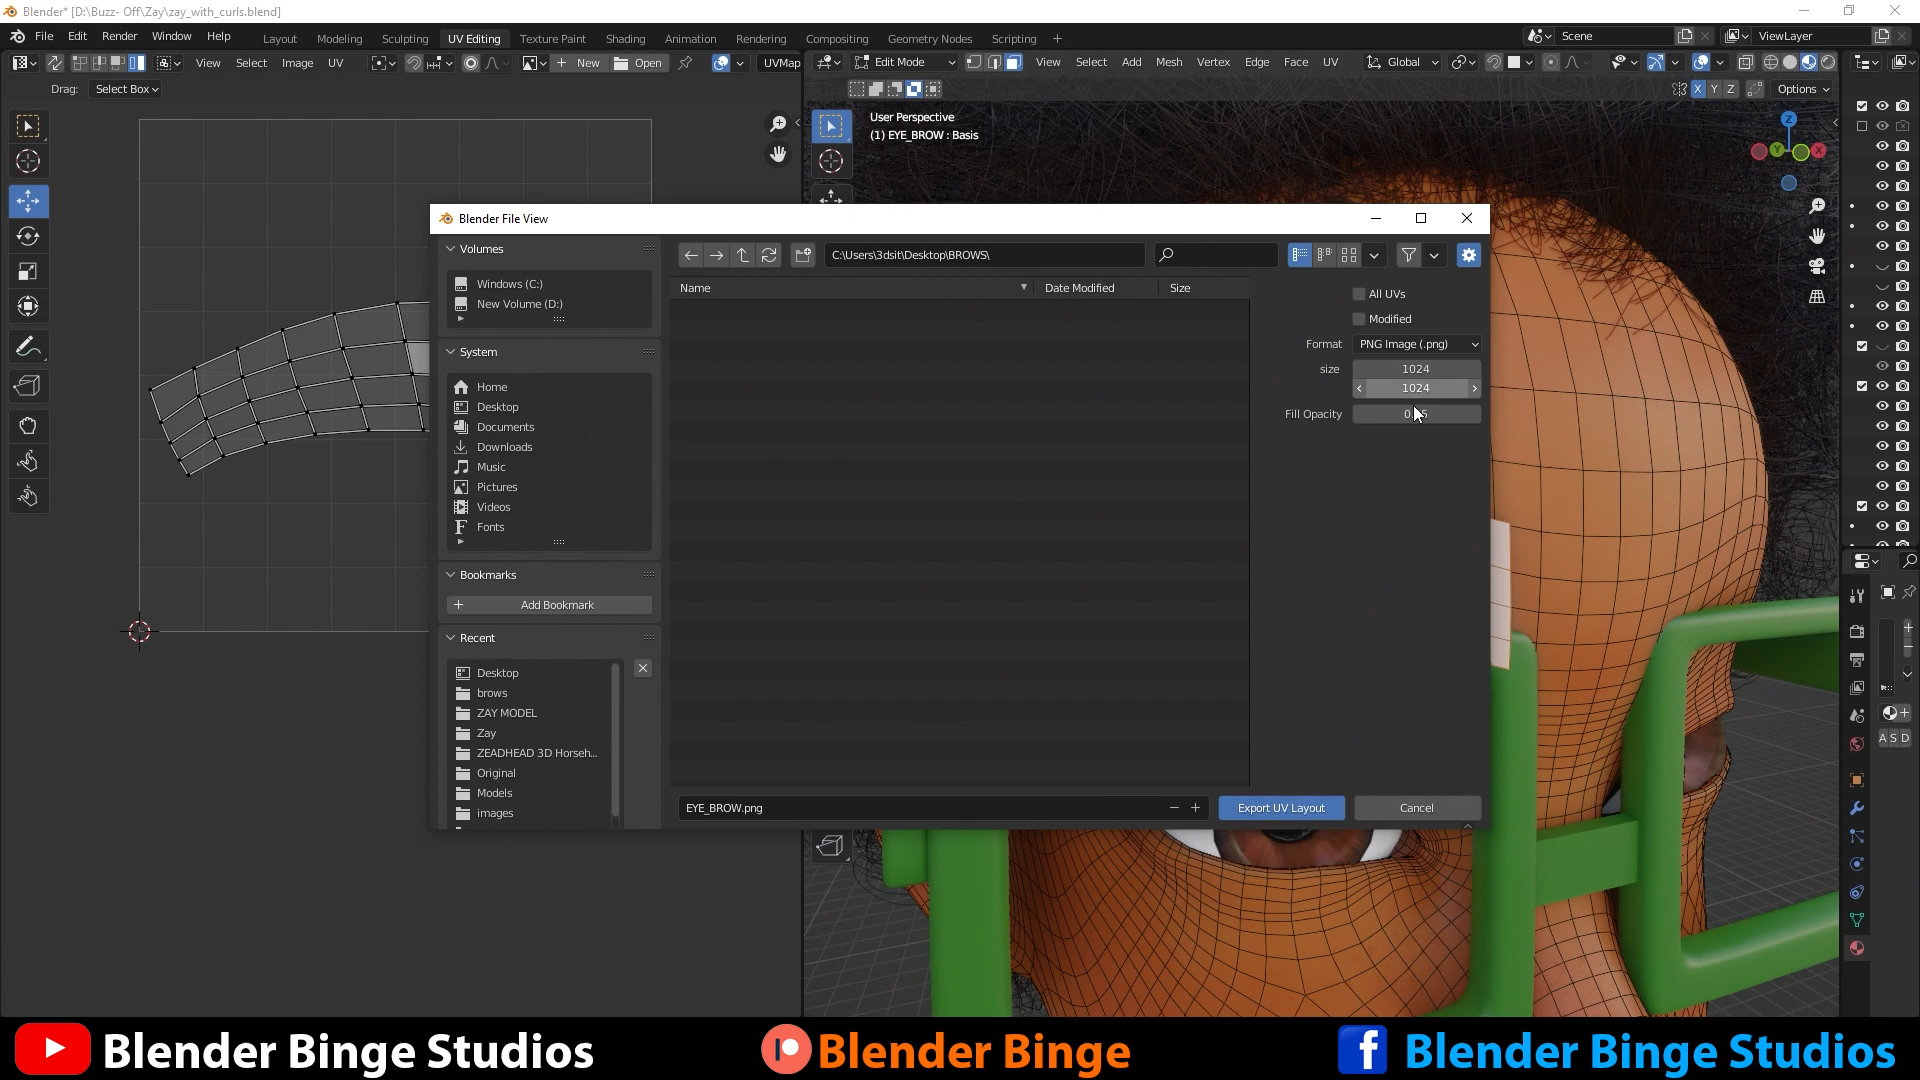 Blender* [D:\Buzz- Off\Zay\zay_with_curls.blend]
File Edit Render Window Help
Layout Modeling Sculpting UV Editing Texture Paint Shading Animation Rendering Compositing Geometry Nodes Scripting +
Scene
ViewLayer
View Select Image UV
New
Open
UVMap
Edit Mode
View Select Add Mesh Vertex Edge Face UV
Global
Drag: Select Box
X Y Z
Options
User Perspective
(1) EYE_BROW : Basis
Z
Y
X
Blender File View
Volumes
Windows (C:)
New Volume (D:)
System
Home
Desktop
Documents
Downloads
Music
Pictures
Videos
Fonts
Bookmarks
Add Bookmark
Recent
Desktop
brows
ZAY MODEL
Zay
ZEADHEAD 3D Horseh...
Original
Models
images
C:\Users\3dsit\Desktop\BROWS\
Name Date Modified Size
All UVs
Modified
Format PNG Image (.png)
size 1024
1024
Fill Opacity
EYE_BROW.png
Export UV Layout
Cancel
A S D
Blender Binge Studios
Blender Binge
Blender Binge Studios